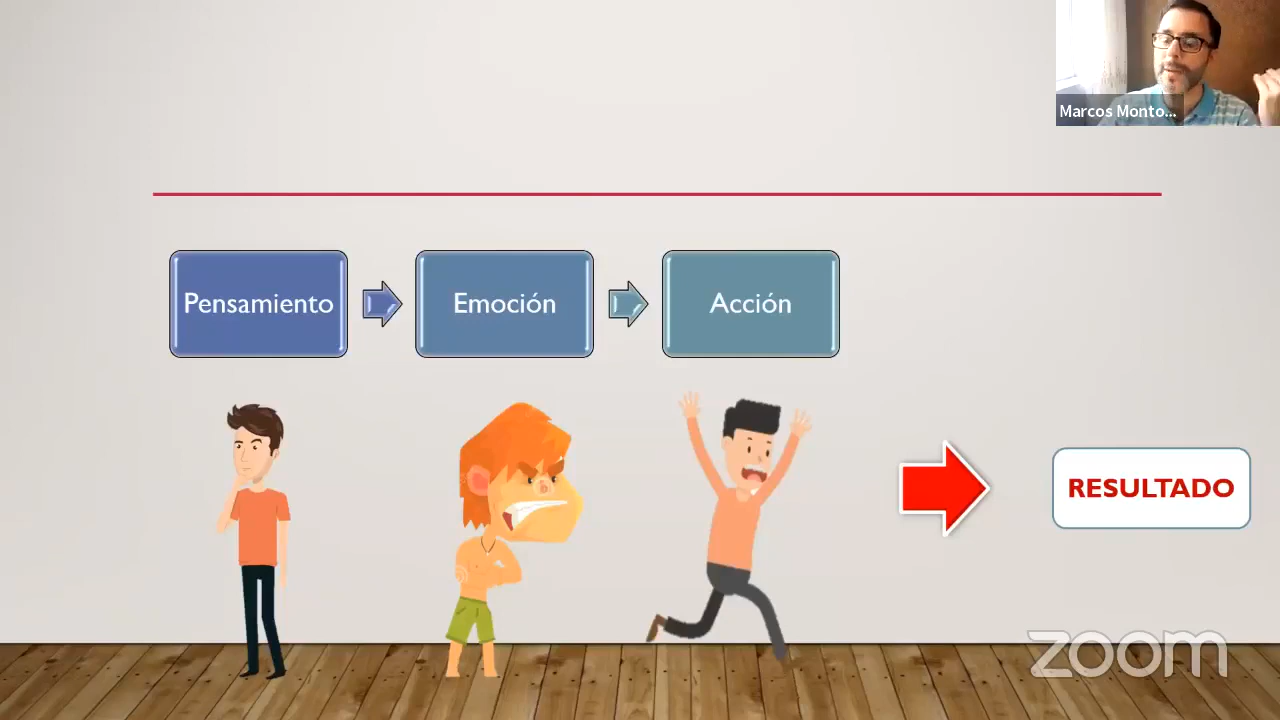 Marcos Monto...
Pensamiento
Emoción
Acción
RESULTADO
zoom